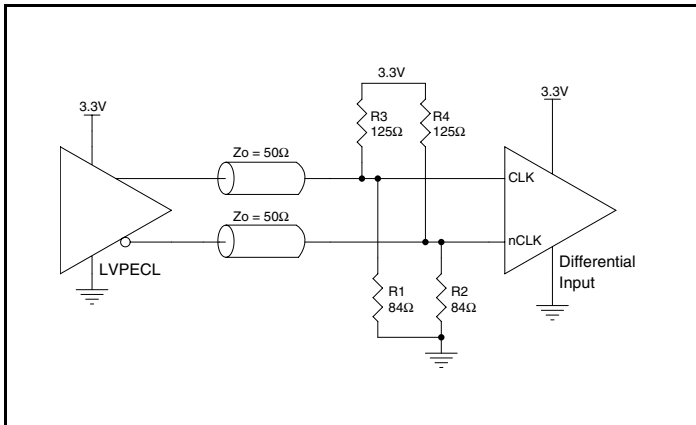 3.3V
3.3V
3.3V
R3
125Ω
R4
125Ω
Zo = 50Ω
CLK
Zo = 50Ω
nCLK
LVPECL
Differential
Input
R1
84Ω
R2
84Ω